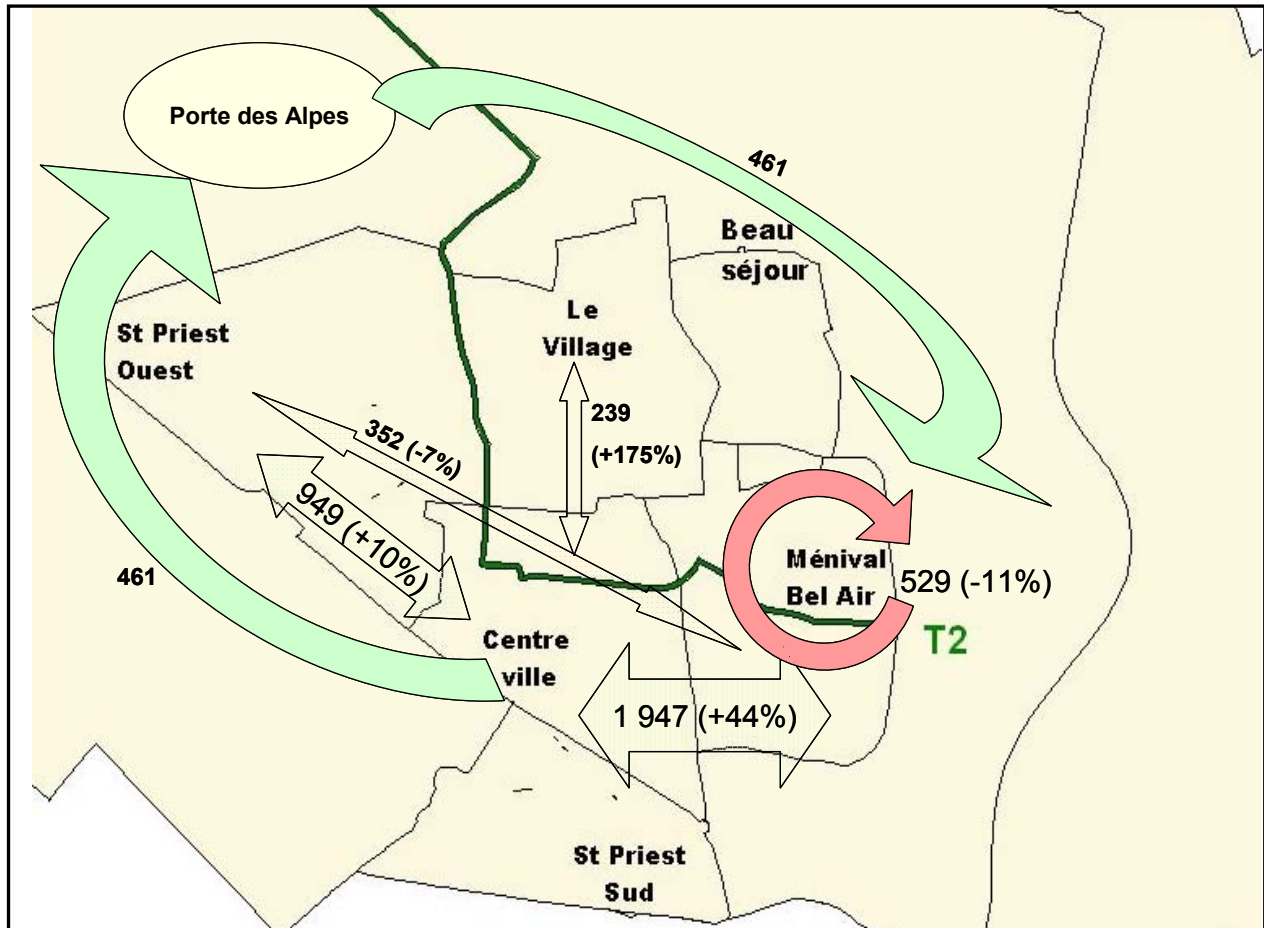 Porte des Alpes
461
Beau
séjour
Le
Village
St Priest
Ouest
239
(+175%)
352 (-7%)
949 (+10%)
Ménival
Bel Air
529 (-11%)
461
Centre
ville
T2
1 947 (+44%)
St Priest
Sud